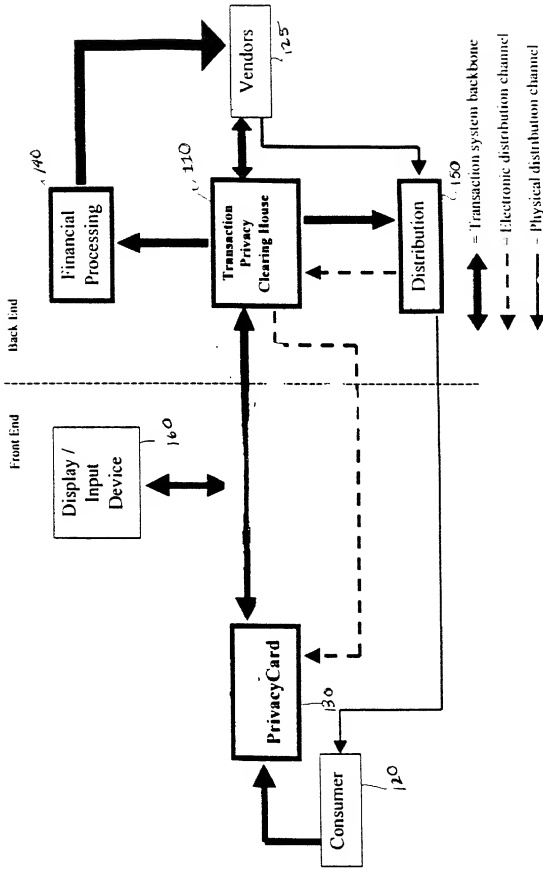 Front End
Back End
Display /
Input
Device
160
Financial
Processing
140
PrivacyCard
130
Transaction
Privacy
Clearing House
110
Vendors
125
Consumer
120
Distribution
150
= Transaction system backbone
= Electronic distribution channel
= Physical distribution channel